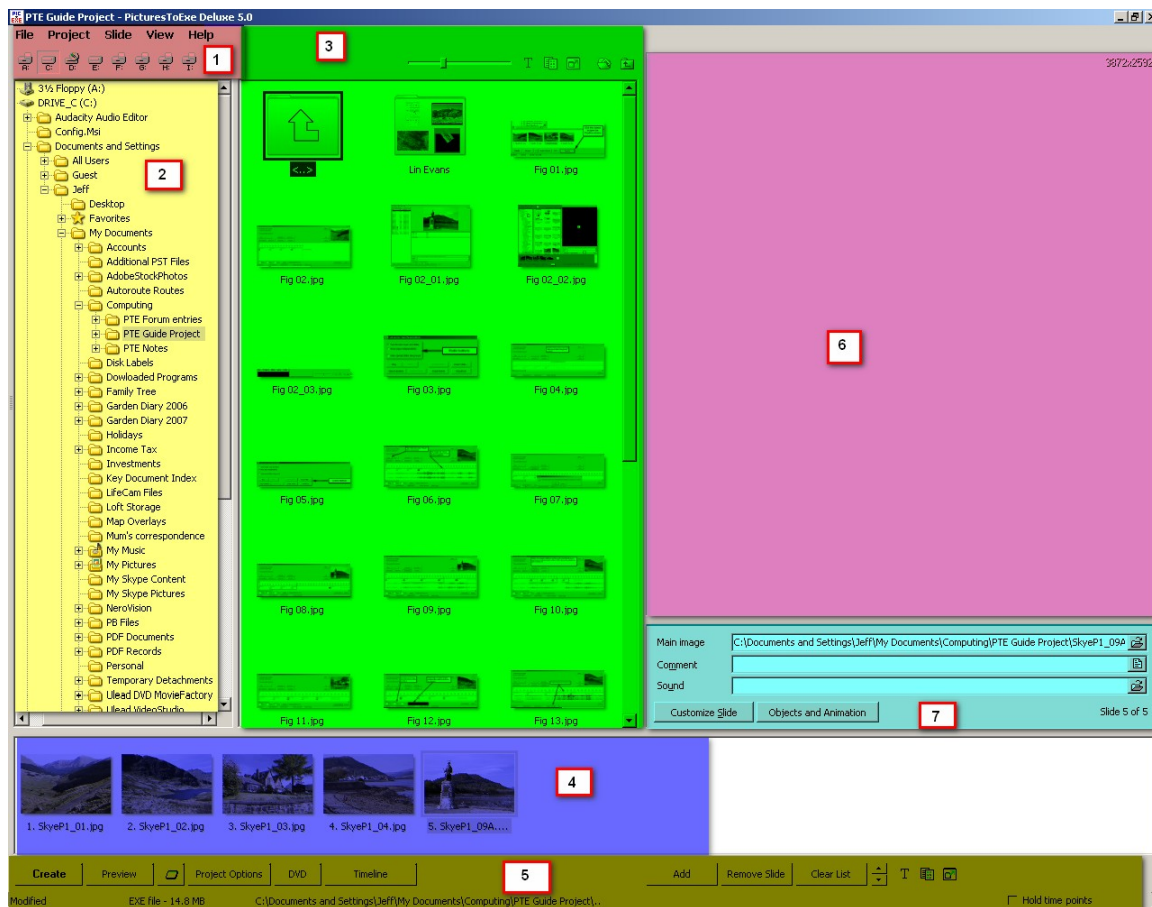 PTE Guide Project - PicturesToExe Deluxe 5.0
File Project Slide View Help
A: C: D: E: F: G: H: I:
1
3
3872x2592
3½ Floppy (A:)
DRIVE_C (C:)
Audacity Audio Editor
Config.Msi
Documents and Settings
All Users
Guest
Jeff
Desktop
Favorites
My Documents
Accounts
Additional PST Files
AdobeStockPhotos
Autoroute Routes
Computing
PTE Forum entries
PTE Guide Project
PTE Notes
Disk Labels
Dowloaded Programs
Family Tree
Garden Diary 2006
Garden Diary 2007
Holidays
Income Tax
Investments
Key Document Index
LifeCam Files
Loft Storage
Map Overlays
Mum's correspondence
My Music
My Pictures
My Skype Content
My Skype Pictures
NeroVision
PB Files
PDF Documents
PDF Records
Personal
Temporary Detachments
Ulead DVD MovieFactory
Ulead VideoStudio
2
<..> Lin Evans Fig 01.jpg
Fig 02.jpg Fig 02_01.jpg Fig 02_02.jpg
Fig 02_03.jpg Fig 03.jpg Fig 04.jpg
Fig 05.jpg Fig 06.jpg Fig 07.jpg
Fig 08.jpg Fig 09.jpg Fig 10.jpg
Fig 11.jpg Fig 12.jpg Fig 13.jpg
6
Main image C:\Documents and Settings\Jeff\My Documents\Computing\PTE Guide Project\SkyeP1_09A
Comment
Sound
Customize Slide Objects and Animation 7 Slide 5 of 5
4
1. SkyeP1_01.jpg 2. SkyeP1_02.jpg 3. SkyeP1_03.jpg 4. SkyeP1_04.jpg 5. SkyeP1_09A....
Create Preview Project Options DVD Timeline 5 Add Remove Slide Clear List T
Modified EXE file - 14.8 MB C:\Documents and Settings\Jeff\My Documents\Computing\PTE Guide Project\.. Hold time points